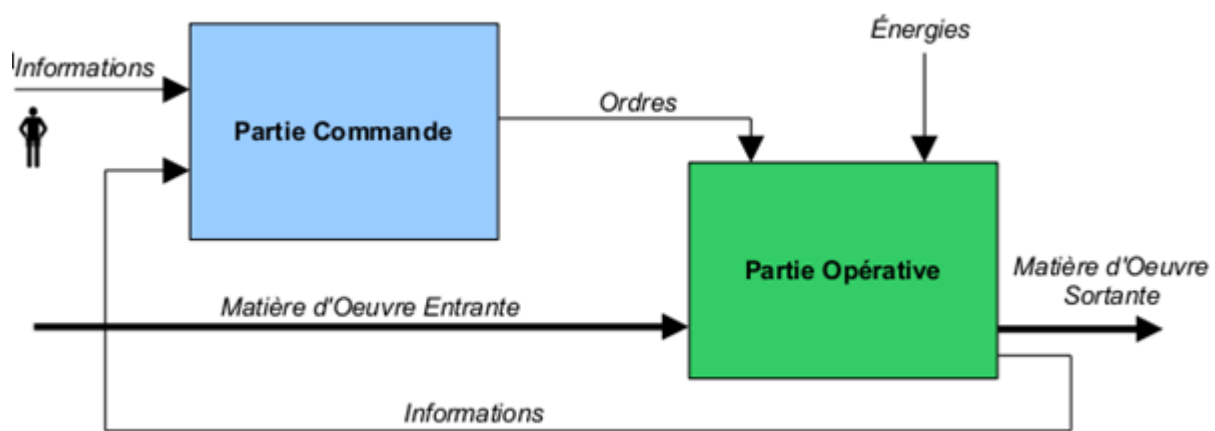 Énergies
Informations
Ordres
Partie Commande
Partie Opérative
Matière d'Oeuvre
Sortante
Matière d'Oeuvre Entrante
Informations